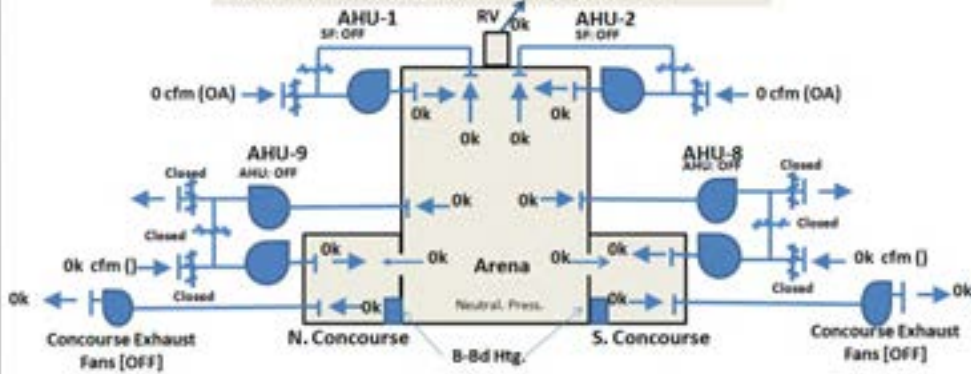 AHU-1
SF: OFF
RV
0k
AHU-2
SF: OFF
0 cfm (OA)
0k
0k
0k
0k
0 cfm (OA)
AHU-9
AHU: OFF
Closed
AHU-8
AHU: OFF
Closed
0k
0k
Closed
Closed
0k cfm ()
0k
0k
Arena
0k
0k
0k cfm ()
Closed
Closed
0k
0k
Neutral. Press.
0k
0k
Concourse Exhaust
Fans [OFF]
N. Concourse
B-Bd Htg.
S. Concourse
Concourse Exhaust
Fans [OFF]